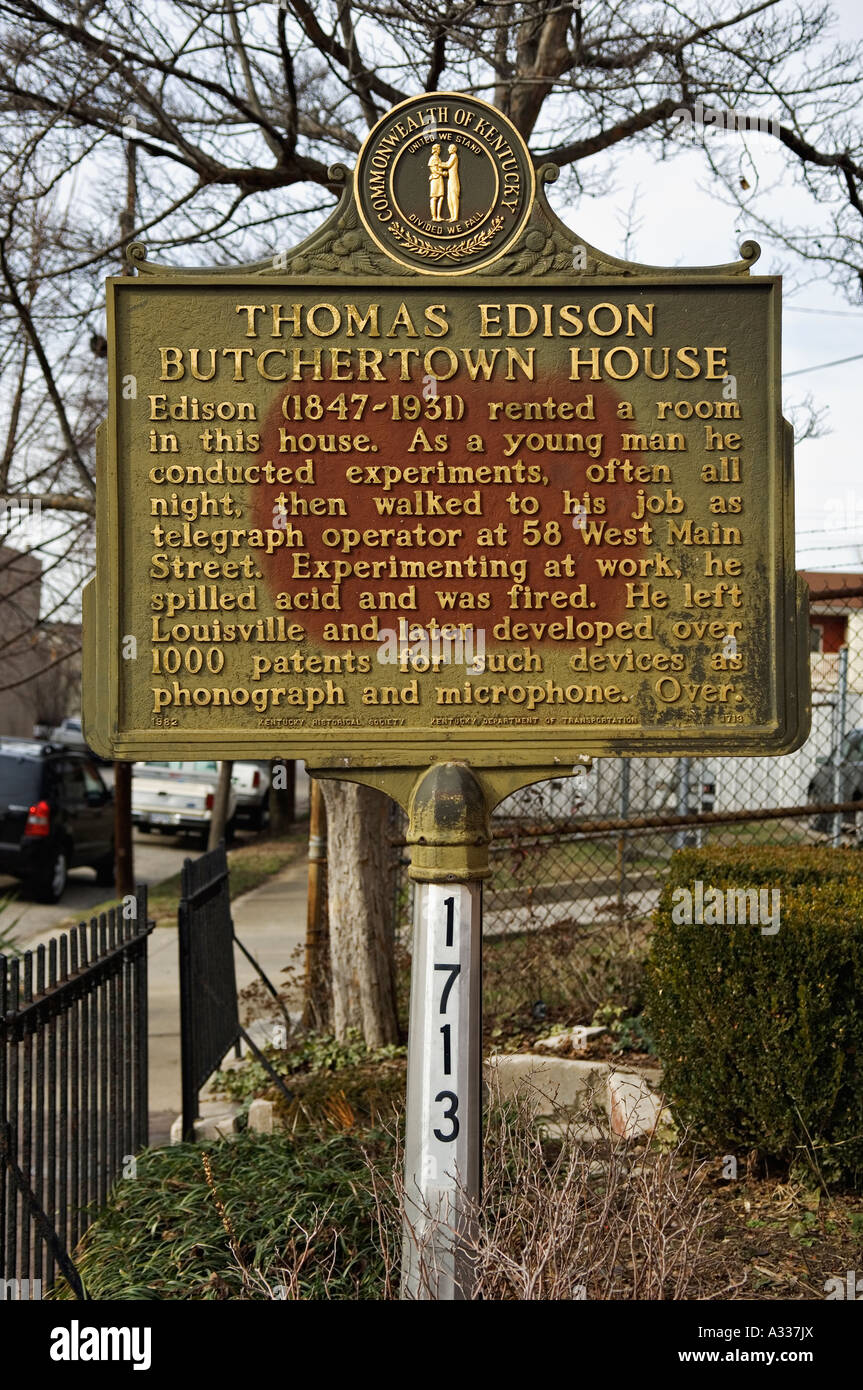 COMMONWEALTH OF KENTUCKY
UNITED WE STAND
DIVIDED WE FALL
THOMAS EDISON
BUTCHERTOWN HOUSE
Edison (1847-1931) rented a room
in this house. As a young man he
conducted experiments, often all
night, then walked to his job as
telegraph operator at 58 West Main
Street. Experimenting at work, he
spilled acid and was fired. He left
Louisville and later developed over
1000 patents for such devices as
phonograph and microphone. Over.
1982 KENTUCKY HISTORICAL SOCIETY KENTUCKY DEPARTMENT OF TRANSPORTATION 1713
1713
alamy
a
alamy
Image ID: A337JX
www.alamy.com